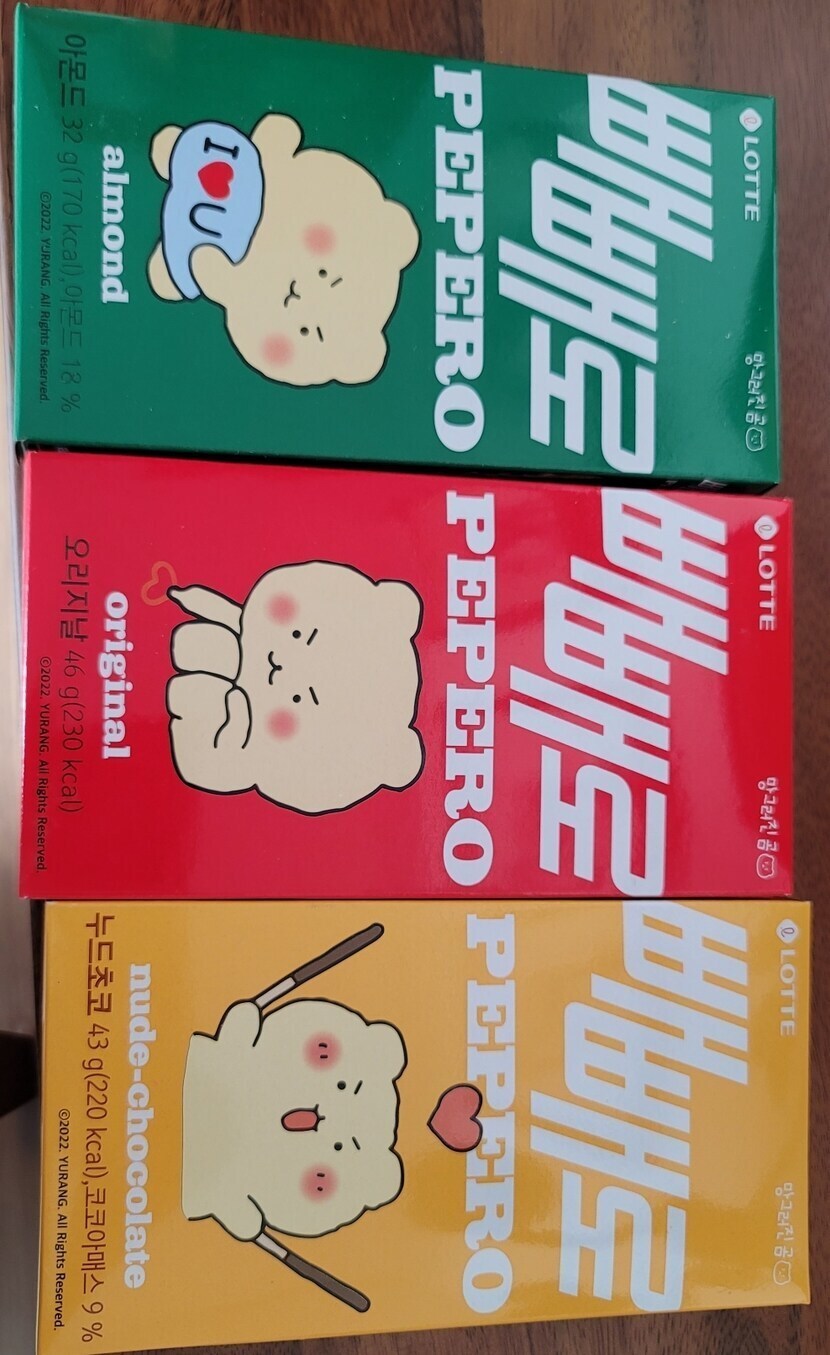 LOTTE
망그러진 곰
빼빼로
PEPERO
I ♥ U
almond
아몬드 32 g(170 kcal),아몬드 18 %
©2022. YURANG. All Rights Reserved.
LOTTE
망그러진 곰
빼빼로
PEPERO
original
오리지날 46 g(230 kcal)
©2022. YURANG. All Rights Reserved.
LOTTE
망그러진 곰
빼빼로
PEPERO
nude-chocolate
누드초코 43 g(220 kcal),코코아매스 9 %
©2022. YURANG. All Rights Reserved.